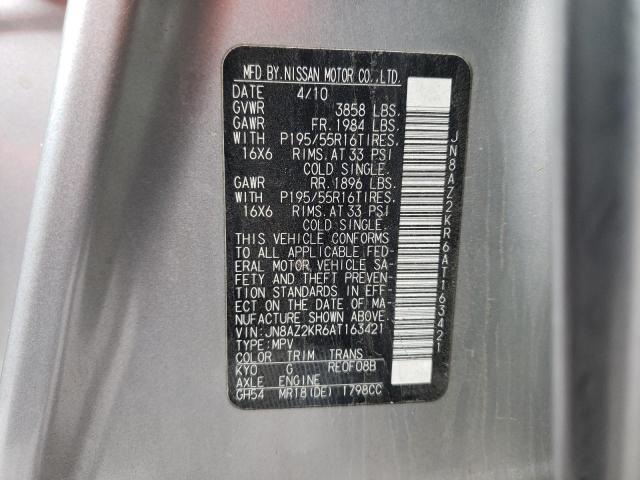 MFD BY.NISSAN MOTOR CO.,LTD.
DATE 4/10
GVWR 3858 LBS.
GAWR FR.1984 LBS.
WITH P195/55R16TIRES,
16X6 RIMS.AT 33 PSI
COLD SINGLE.
GAWR RR.1896 LBS.
WITH P195/55R16TIRES,
16X6 RIMS.AT 33 PSI
COLD SINGLE.
THIS VEHICLE CONFORMS
TO ALL APPLICABLE FED-
ERAL MOTOR VEHICLE SA-
FETY AND THEFT PREVEN-
TION STANDARDS IN EFF-
ECT ON THE DATE OF MA-
NUFACTURE SHOWN ABOVE.
VIN:JN8AZ2KR6AT163421
TYPE:MPV
COLOR TRIM TRANS
KY0 G RE0F08B
AXLE ENGINE
GH54 MR18(DE) 1798CC
JN8AZ2KR6AT163421